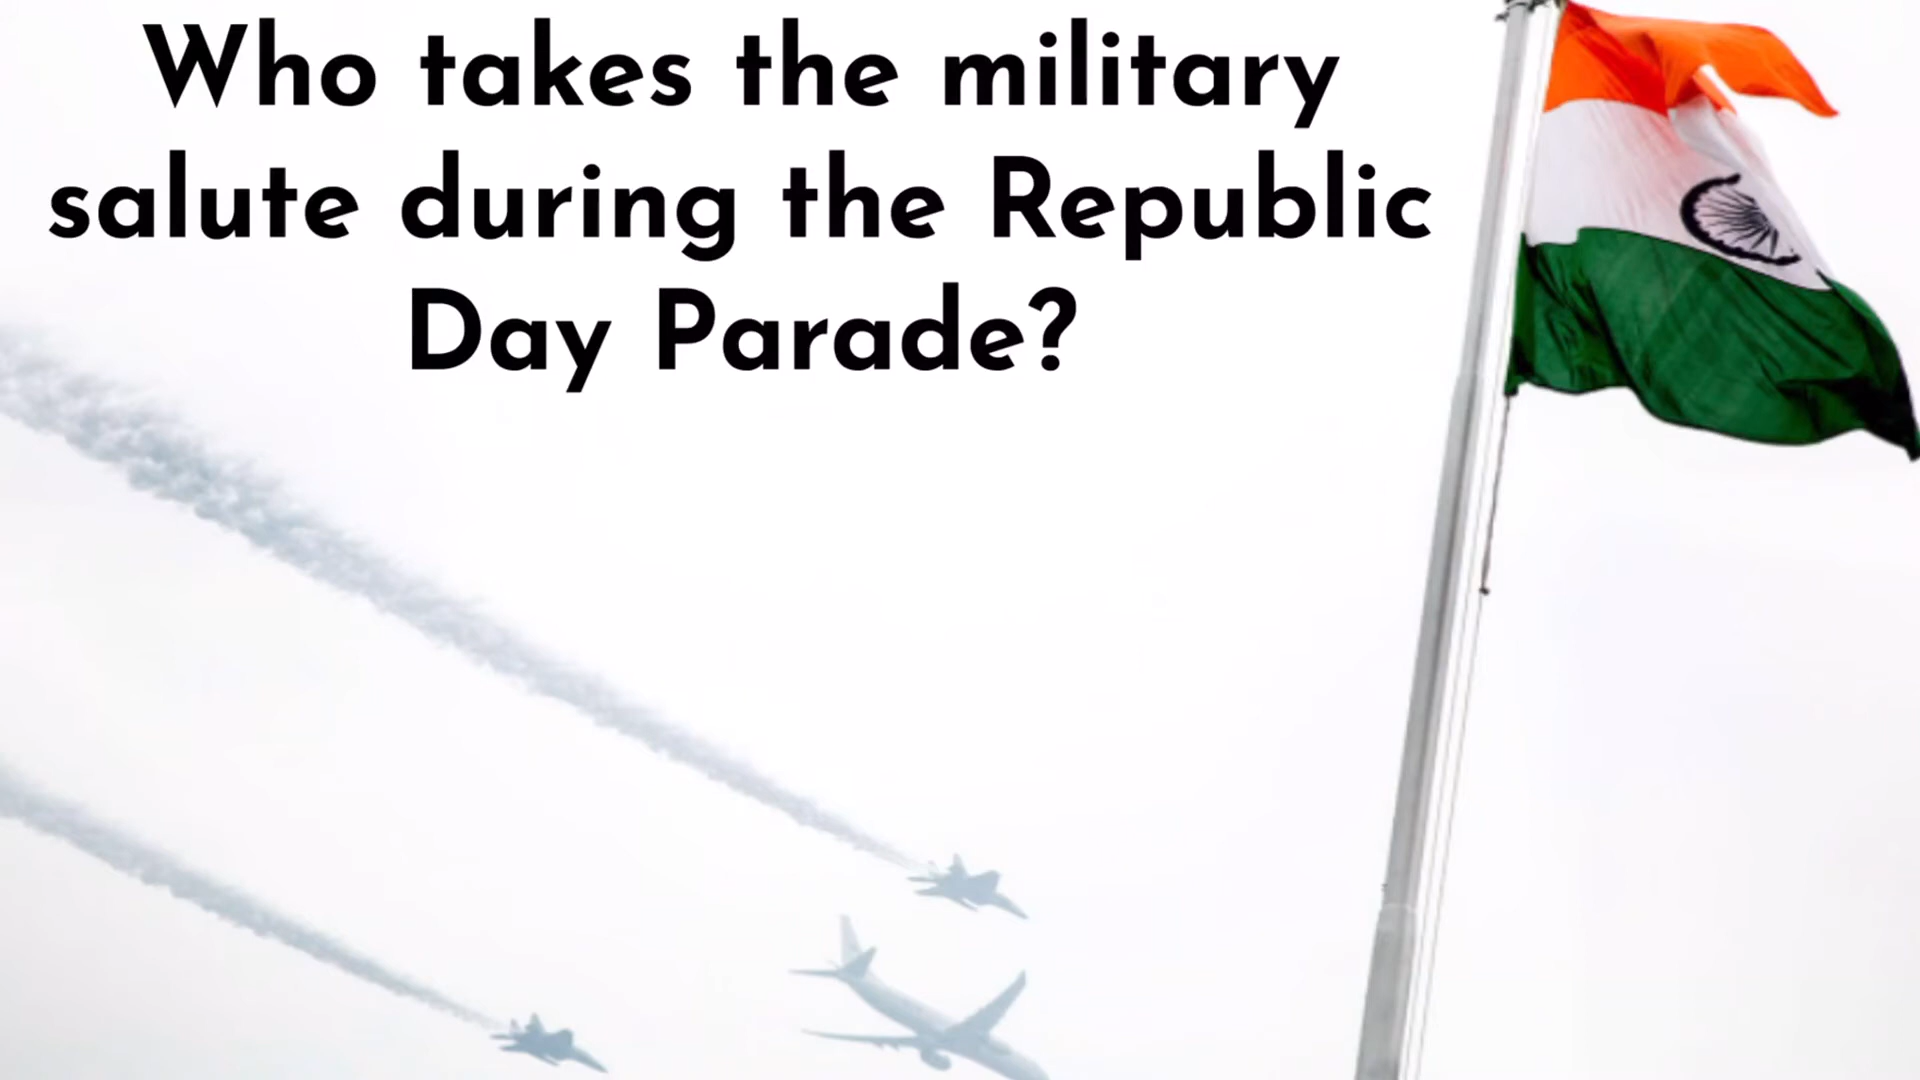 Who takes the military
salute during the Republic
Day Parade?